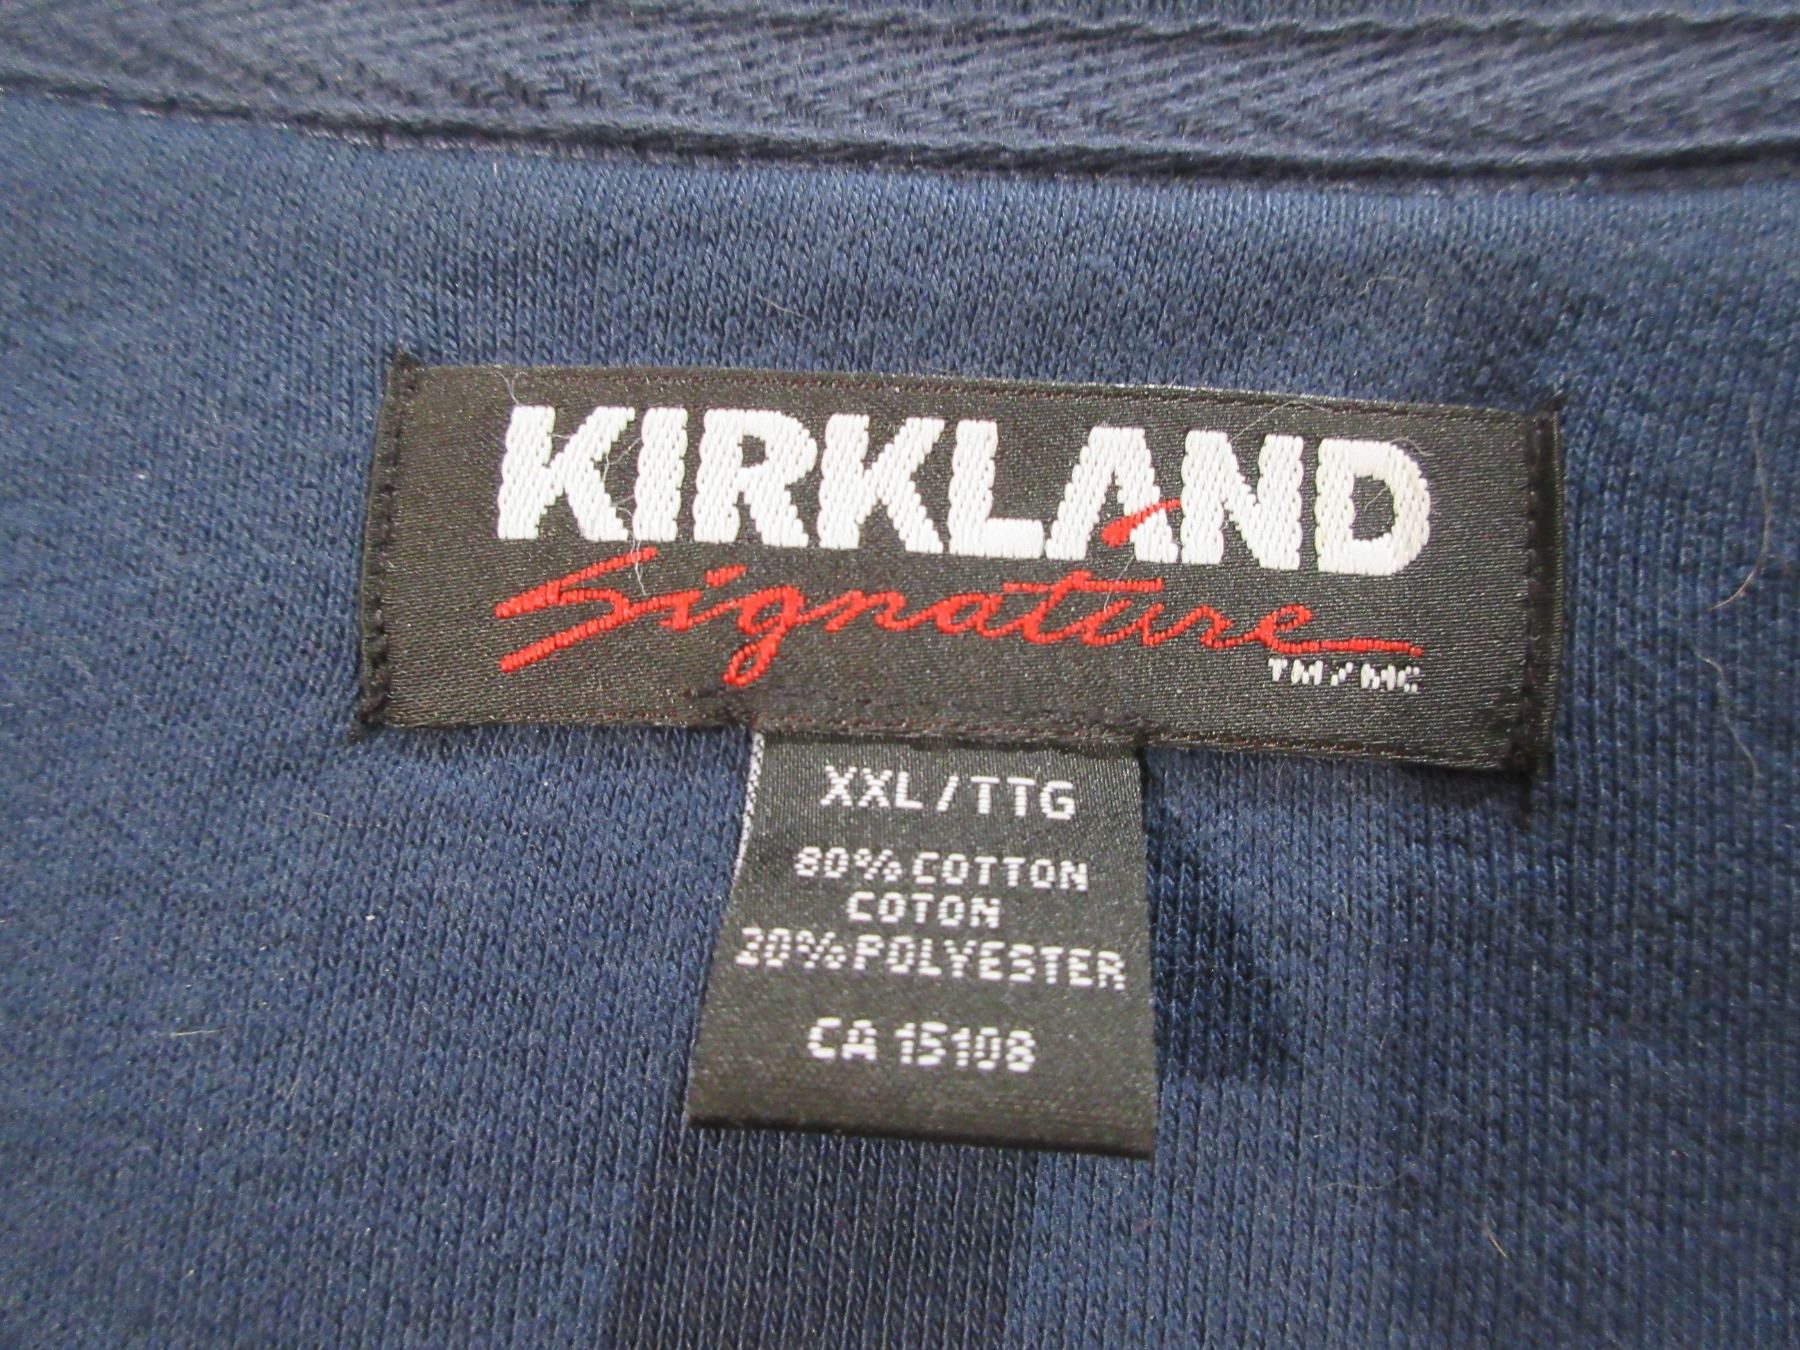 KIRKLAND
Signature
TM/MC
XXL/TTG
80% COTTON
COTON
20% POLYESTER
CA 15108